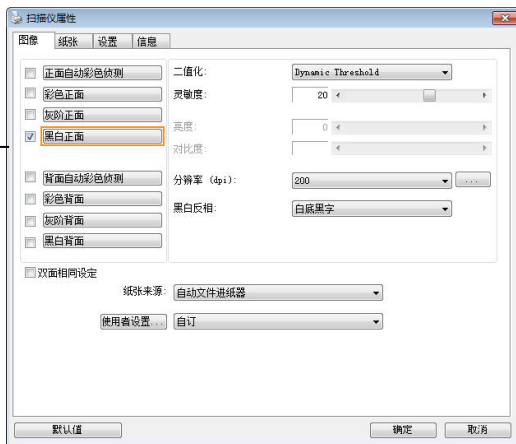 扫描仪属性
图像 纸张 设置 信息
正面自动彩色侦测
彩色正面
灰阶正面
黑白正面
背面自动彩色侦测
彩色背面
灰阶背面
黑白背面
二值化: Dynamic Threshold
灵敏度: 20
亮度: 0
对比度:
分辨率 (dpi): 200 ...
黑白反相: 白底黑字
双面相同设定
纸张来源: 自动文件进纸器
使用者设置... 自订
默认值 确定 取消